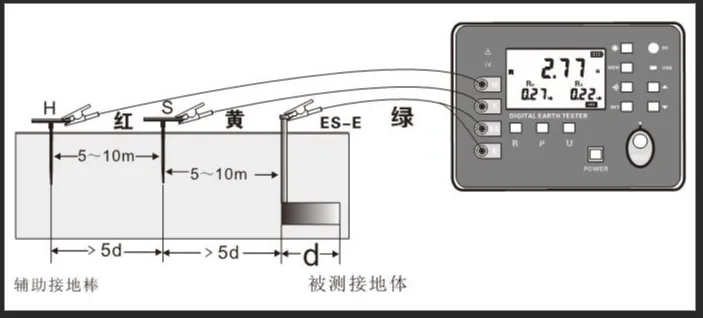 H
红
S
黄
ES-E
绿
5～10m
5～10m
> 5d
> 5d
d
辅助接地棒
被测接地体
2.77
0.27
0.22
DIGITAL EARTH TESTER
R P U
POWER